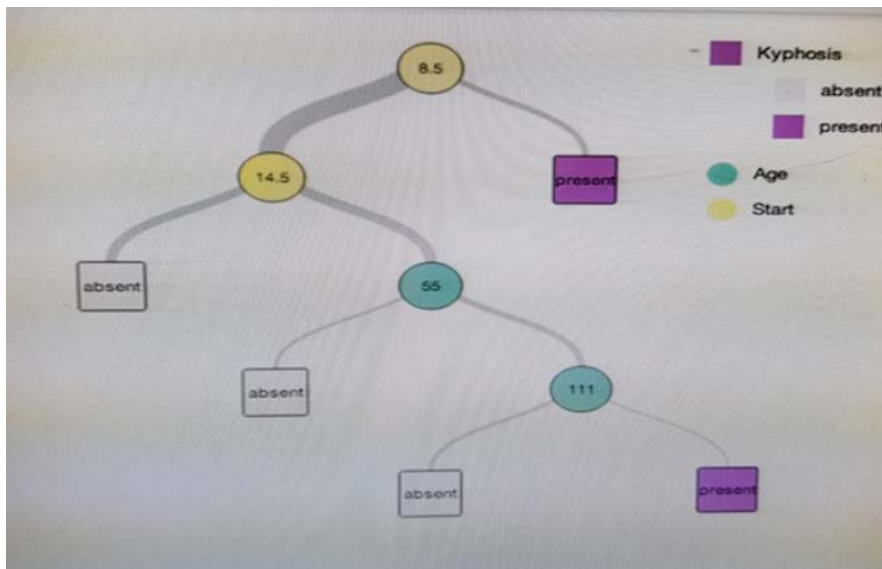 8.5
Kyphosis
absent
present
14.5
present
Age
Start
absent
55
absent
111
absent
present